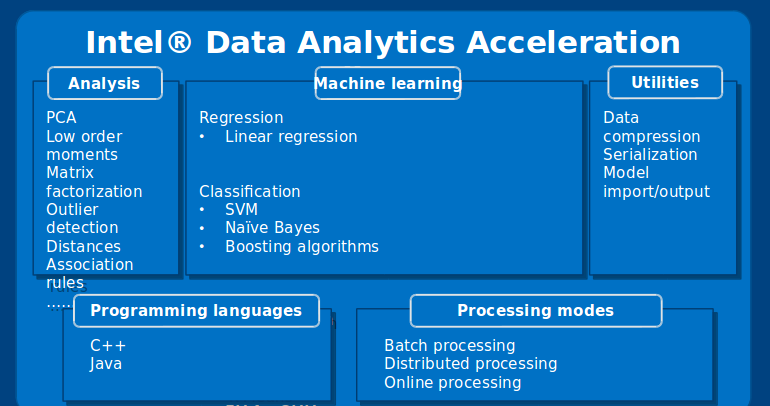 Intel® Data Analytics Acceleration
Analysis
PCA
Low order
moments
Matrix
factorization
Outlier
detection
Distances
Association
rules
......
Machine learning
Regression
• Linear regression
Classification
• SVM
• Naïve Bayes
• Boosting algorithms
Utilities
Data
compression
Serialization
Model
import/output
Programming languages
C++
Java
Processing modes
Batch processing
Distributed processing
Online processing